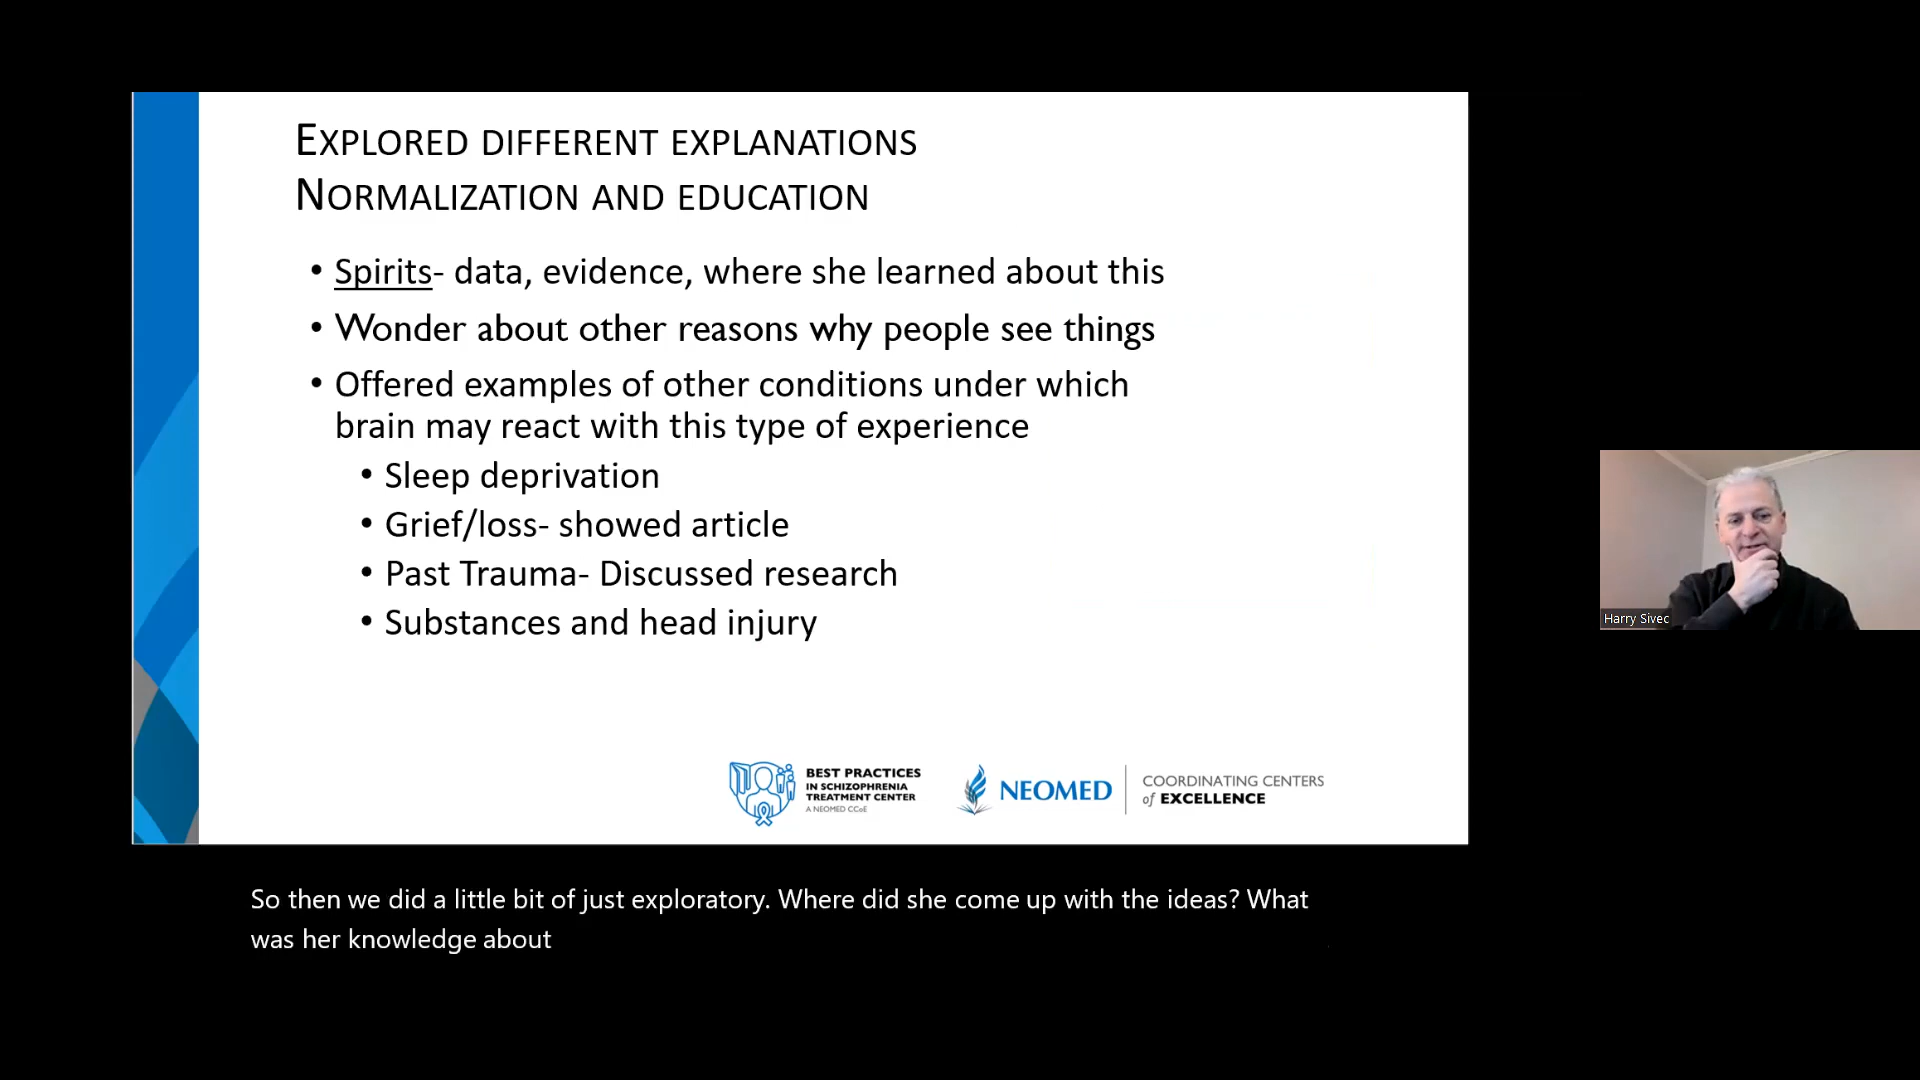 EXPLORED DIFFERENT EXPLANATIONS
NORMALIZATION AND EDUCATION
• Spirits- data, evidence, where she learned about this
• Wonder about other reasons why people see things
• Offered examples of other conditions under which
brain may react with this type of experience
• Sleep deprivation
• Grief/loss- showed article
• Past Trauma- Discussed research
• Substances and head injury
BEST PRACTICES
IN SCHIZOPHRENIA
TREATMENT CENTER
A NEOMED CCoE
NEOMED
COORDINATING CENTERS
of EXCELLENCE
Harry Sivec
So then we did a little bit of just exploratory. Where did she come up with the ideas? What
was her knowledge about